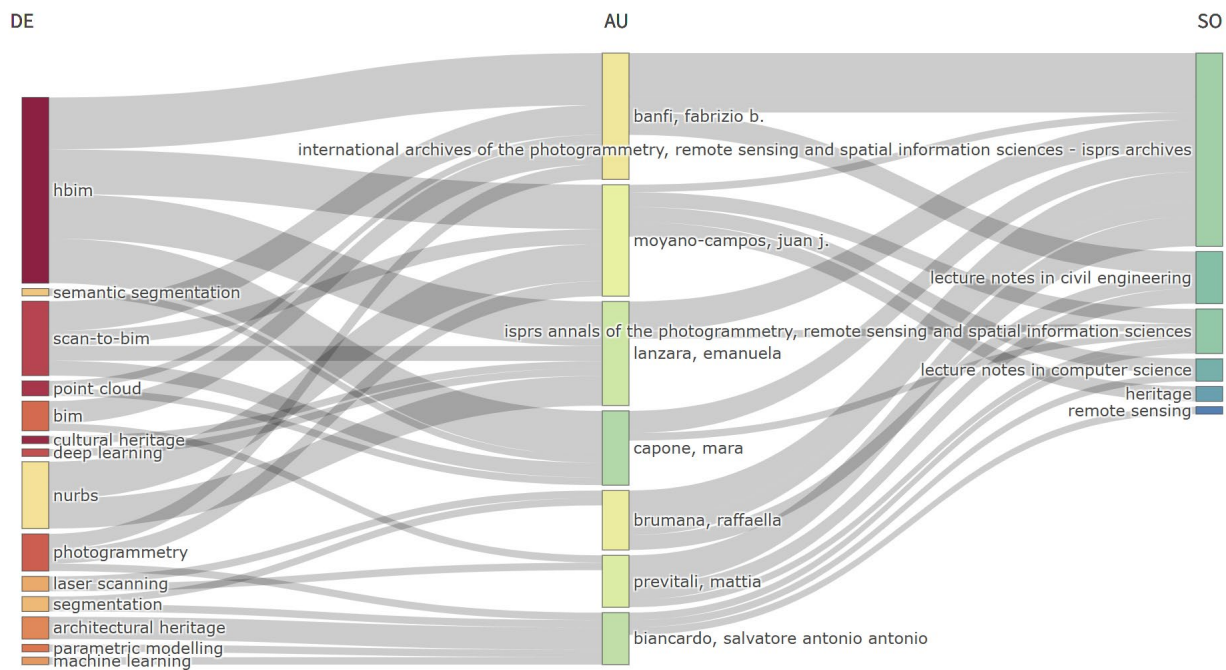 DE
AU
SO
hbim
semantic segmentation
scan-to-bim
point cloud
bim
cultural heritage
deep learning
nurbs
photogrammetry
laser scanning
segmentation
architectural heritage
parametric modelling
machine learning
banfi, fabrizio b.
moyano-campos, juan j.
lanzara, emanuela
capone, mara
brumana, raffaella
previtali, mattia
biancardo, salvatore antonio antonio
international archives of the photogrammetry, remote sensing and spatial information sciences - isprs archives
lecture notes in civil engineering
isprs annals of the photogrammetry, remote sensing and spatial information sciences
lecture notes in computer science
heritage
remote sensing